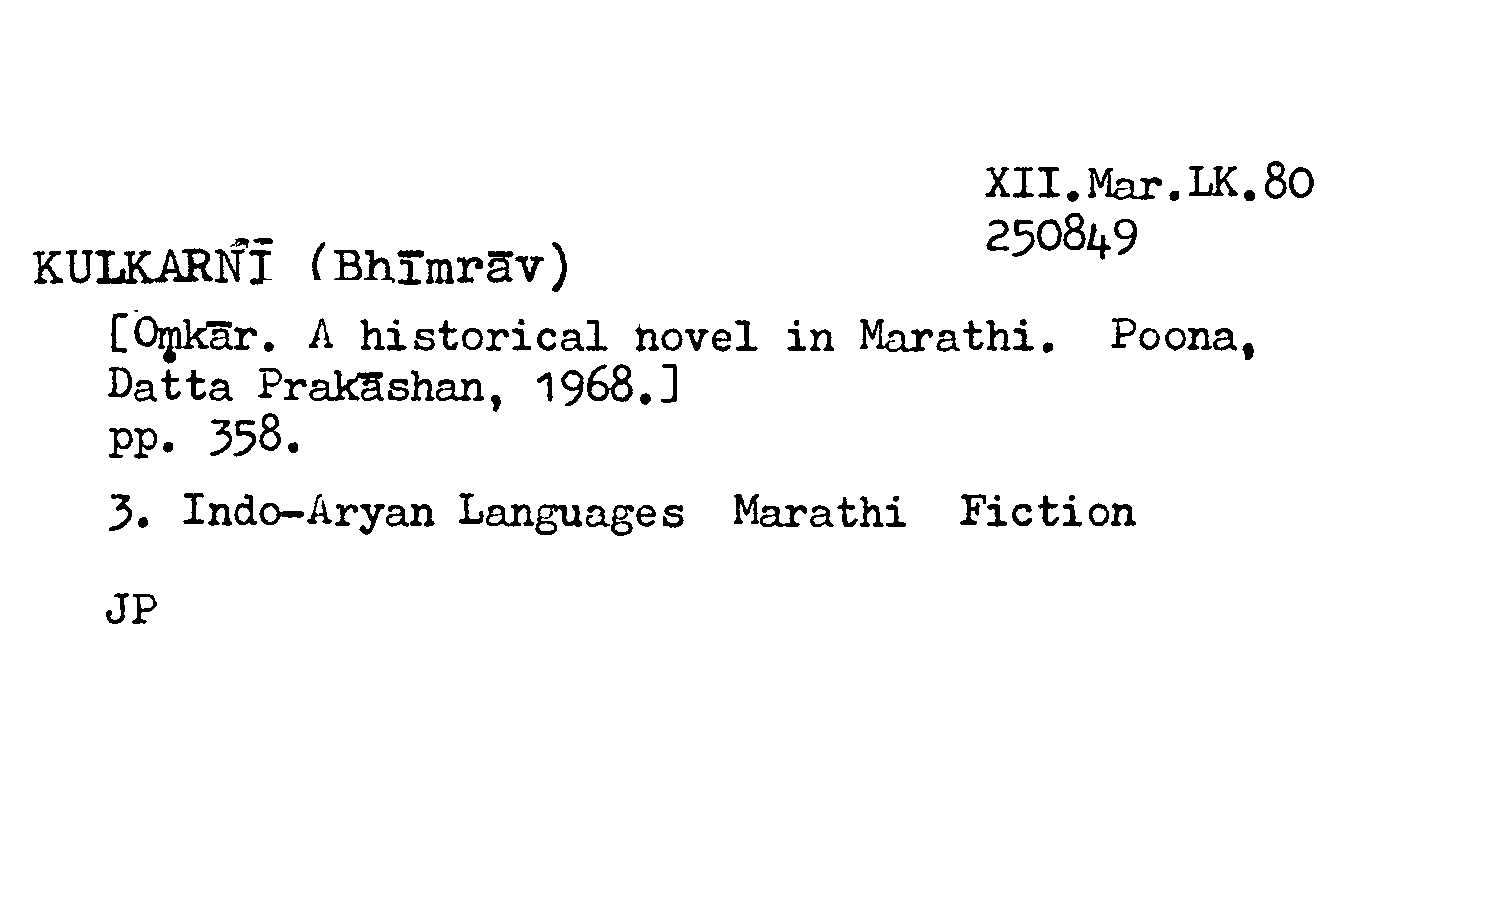 XII.Mar.LK.80
250849
KULKARNĪ (Bhīmrāv)
[Oṃkār. A historical novel in Marathi. Poona,
Datta Prakāshan, 1968.]
pp. 358.
3. Indo-Aryan Languages Marathi Fiction
JP